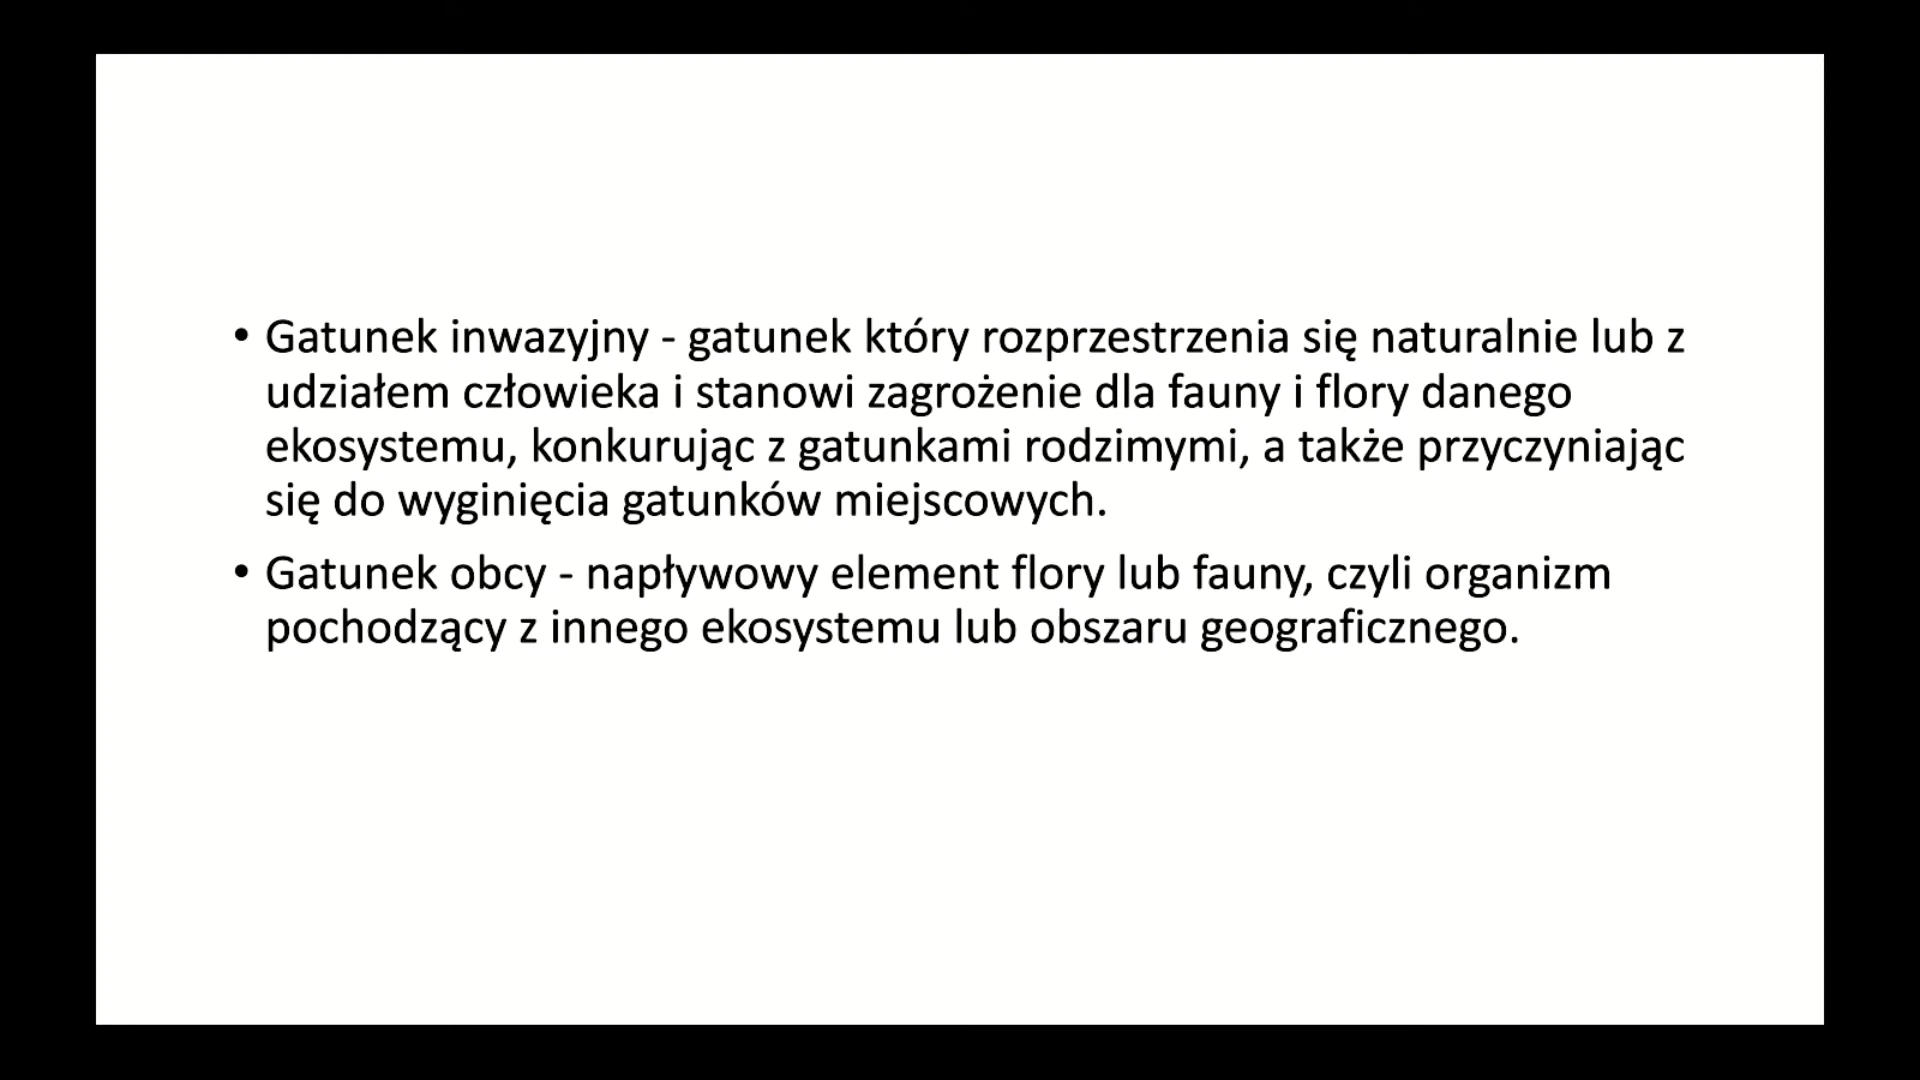 • Gatunek inwazyjny - gatunek który rozprzestrzenia się naturalnie lub z
udziałem człowieka i stanowi zagrożenie dla fauny i flory danego
ekosystemu, konkurując z gatunkami rodzimymi, a także przyczyniając
się do wyginięcia gatunków miejscowych.
• Gatunek obcy - napływowy element flory lub fauny, czyli organizm
pochodzący z innego ekosystemu lub obszaru geograficznego.